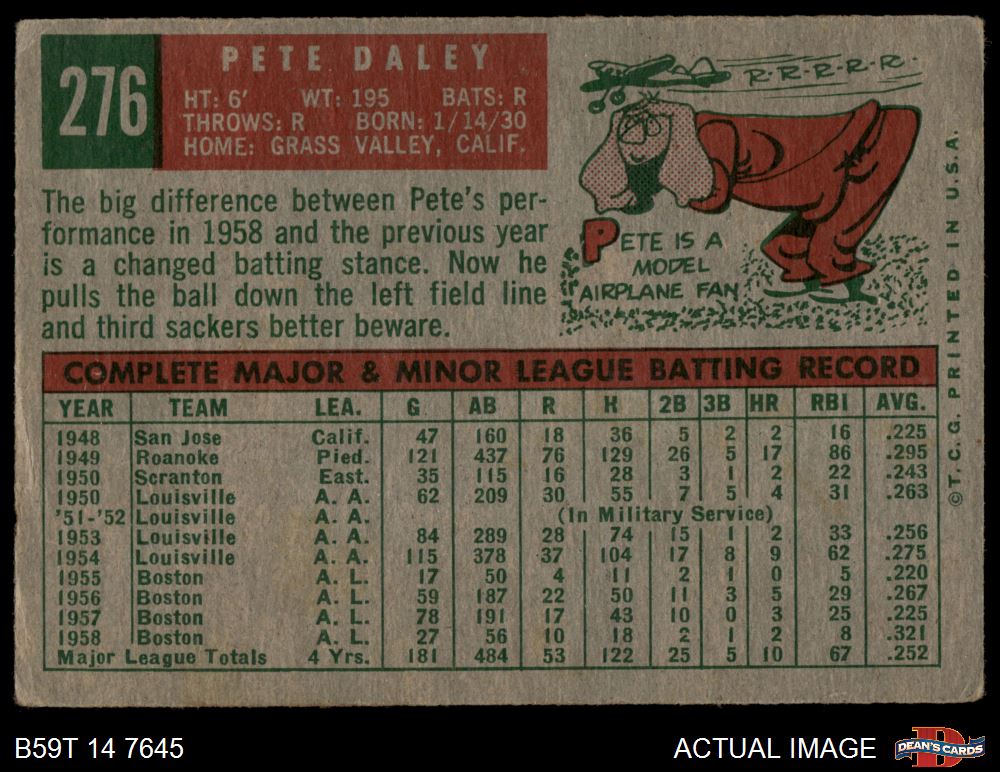 276
PETE DALEY
HT: 6' WT: 195 BATS: R
THROWS: R BORN: 1/14/30
HOME: GRASS VALLEY, CALIF.
R-R-R-R-R-R-
PETE IS A
MODEL
AIRPLANE FAN
The big difference between Pete's per-
formance in 1958 and the previous year
is a changed batting stance. Now he
pulls the ball down the left field line
and third sackers better beware.
COMPLETE MAJOR & MINOR LEAGUE BATTING RECORD
YEAR TEAM LEA. G AB R H 2B 3B HR RBI AVG.
1948 San Jose Calif. 47 160 18 36 5 2 2 16 .225
1949 Roanoke Pied. 121 437 76 129 26 5 17 86 .295
1950 Scranton East. 35 115 16 28 3 1 2 22 .243
1950 Louisville A. A. 62 209 30 55 7 5 4 31 .263
'51-'52 Louisville A. A. (In Military Service)
1953 Louisville A. A. 84 289 28 74 15 1 2 33 .256
1954 Louisville A. A. 115 378 37 104 17 8 9 62 .275
1955 Boston A. L. 17 50 4 11 2 1 0 5 .220
1956 Boston A. L. 59 187 22 50 11 3 5 29 .267
1957 Boston A. L. 78 191 17 43 10 0 3 25 .225
1958 Boston A. L. 27 56 10 18 2 1 2 8 .321
Major League Totals 4 Yrs. 181 484 53 122 25 5 10 67 .252
©T.C.G. PRINTED IN U.S.A.
B59T 14 7645
ACTUAL IMAGE
D
DEAN'S CARDS